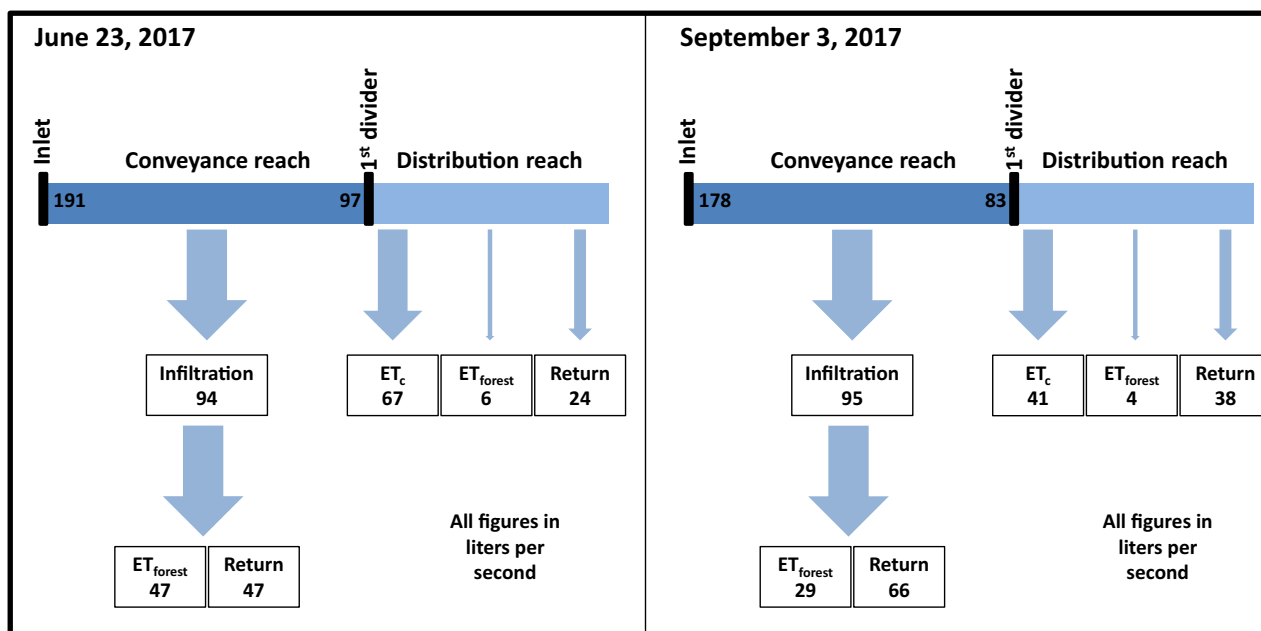 June 23, 2017
Inlet
Conveyance reach
1st divider
Distribution reach
191
97
Infiltration
94
ETc
67
ETforest
6
Return
24
ETforest
47
Return
47
All figures in
liters per
second
September 3, 2017
Inlet
Conveyance reach
1st divider
Distribution reach
178
83
Infiltration
95
ETc
41
ETforest
4
Return
38
ETforest
29
Return
66
All figures in
liters per
second